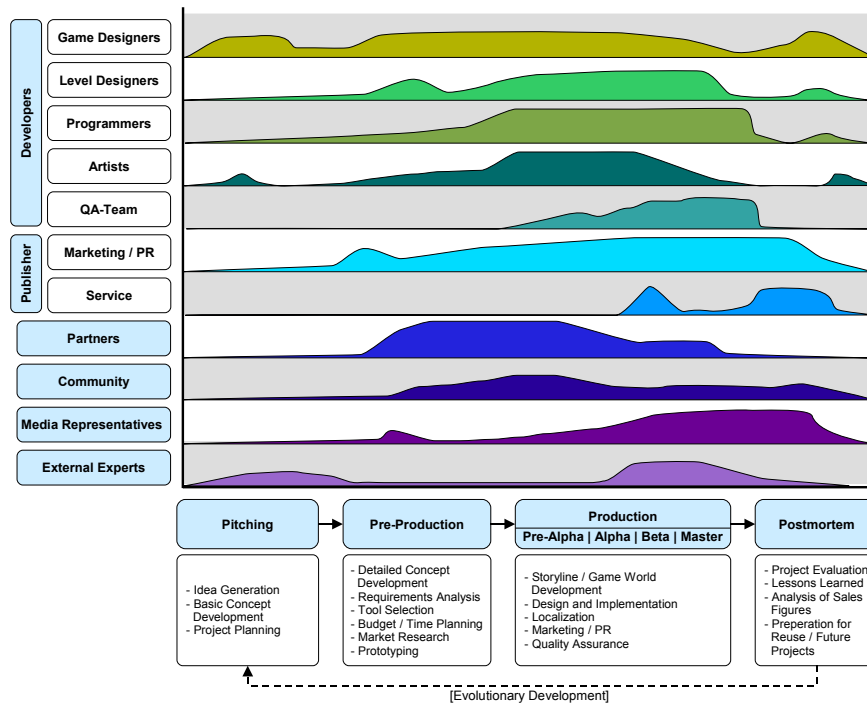 Developers
Game Designers
Level Designers
Programmers
Artists
QA-Team
Publisher
Marketing / PR
Service
Partners
Community
Media Representatives
External Experts
Pitching
Pre-Production
Production
Pre-Alpha | Alpha | Beta | Master
Postmortem
- Idea Generation
- Basic Concept
Development
- Project Planning
- Detailed Concept
Development
- Requirements Analysis
- Tool Selection
- Budget / Time Planning
- Market Research
- Prototyping
- Storyline / Game World
Development
- Design and Implementation
- Localization
- Marketing / PR
- Quality Assurance
- Project Evaluation
- Lessons Learned
- Analysis of Sales
Figures
- Preparation for
Reuse / Future
Projects
[Evolutionary Development]